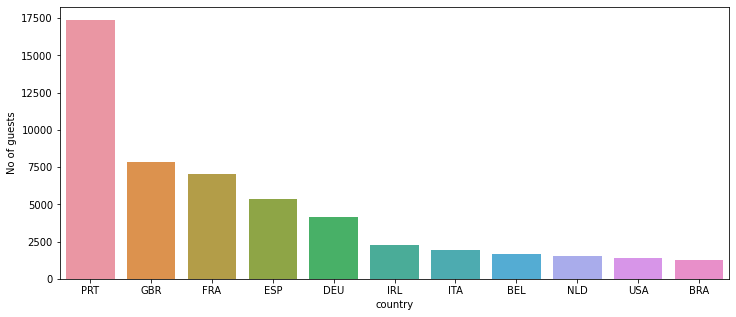 17500
15000
12500
10000
7500
5000
2500
0
No of guests
PRT GBR FRA ESP DEU IRL ITA BEL NLD USA BRA
country